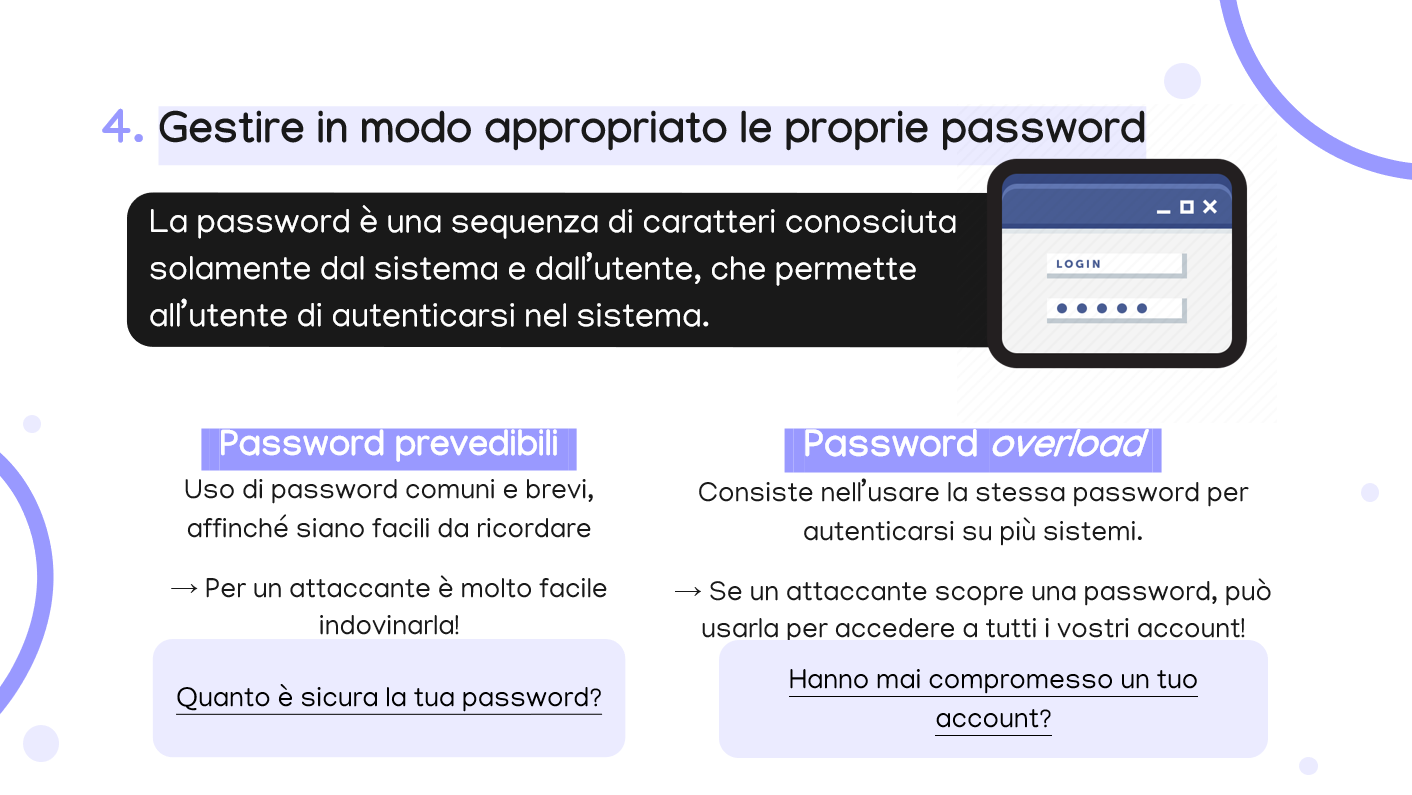 4. Gestire in modo appropriato le proprie password
La password è una sequenza di caratteri conosciuta
solamente dal sistema e dall’utente, che permette
all’utente di autenticarsi nel sistema.
LOGIN
Password prevedibili
Uso di password comuni e brevi,
affinché siano facili da ricordare
→ Per un attaccante è molto facile
indovinarla!
Quanto è sicura la tua password?
Password overload
Consiste nell’usare la stessa password per
autenticarsi su più sistemi.
→ Se un attaccante scopre una password, può
usarla per accedere a tutti i vostri account!
Hanno mai compromesso un tuo
account?